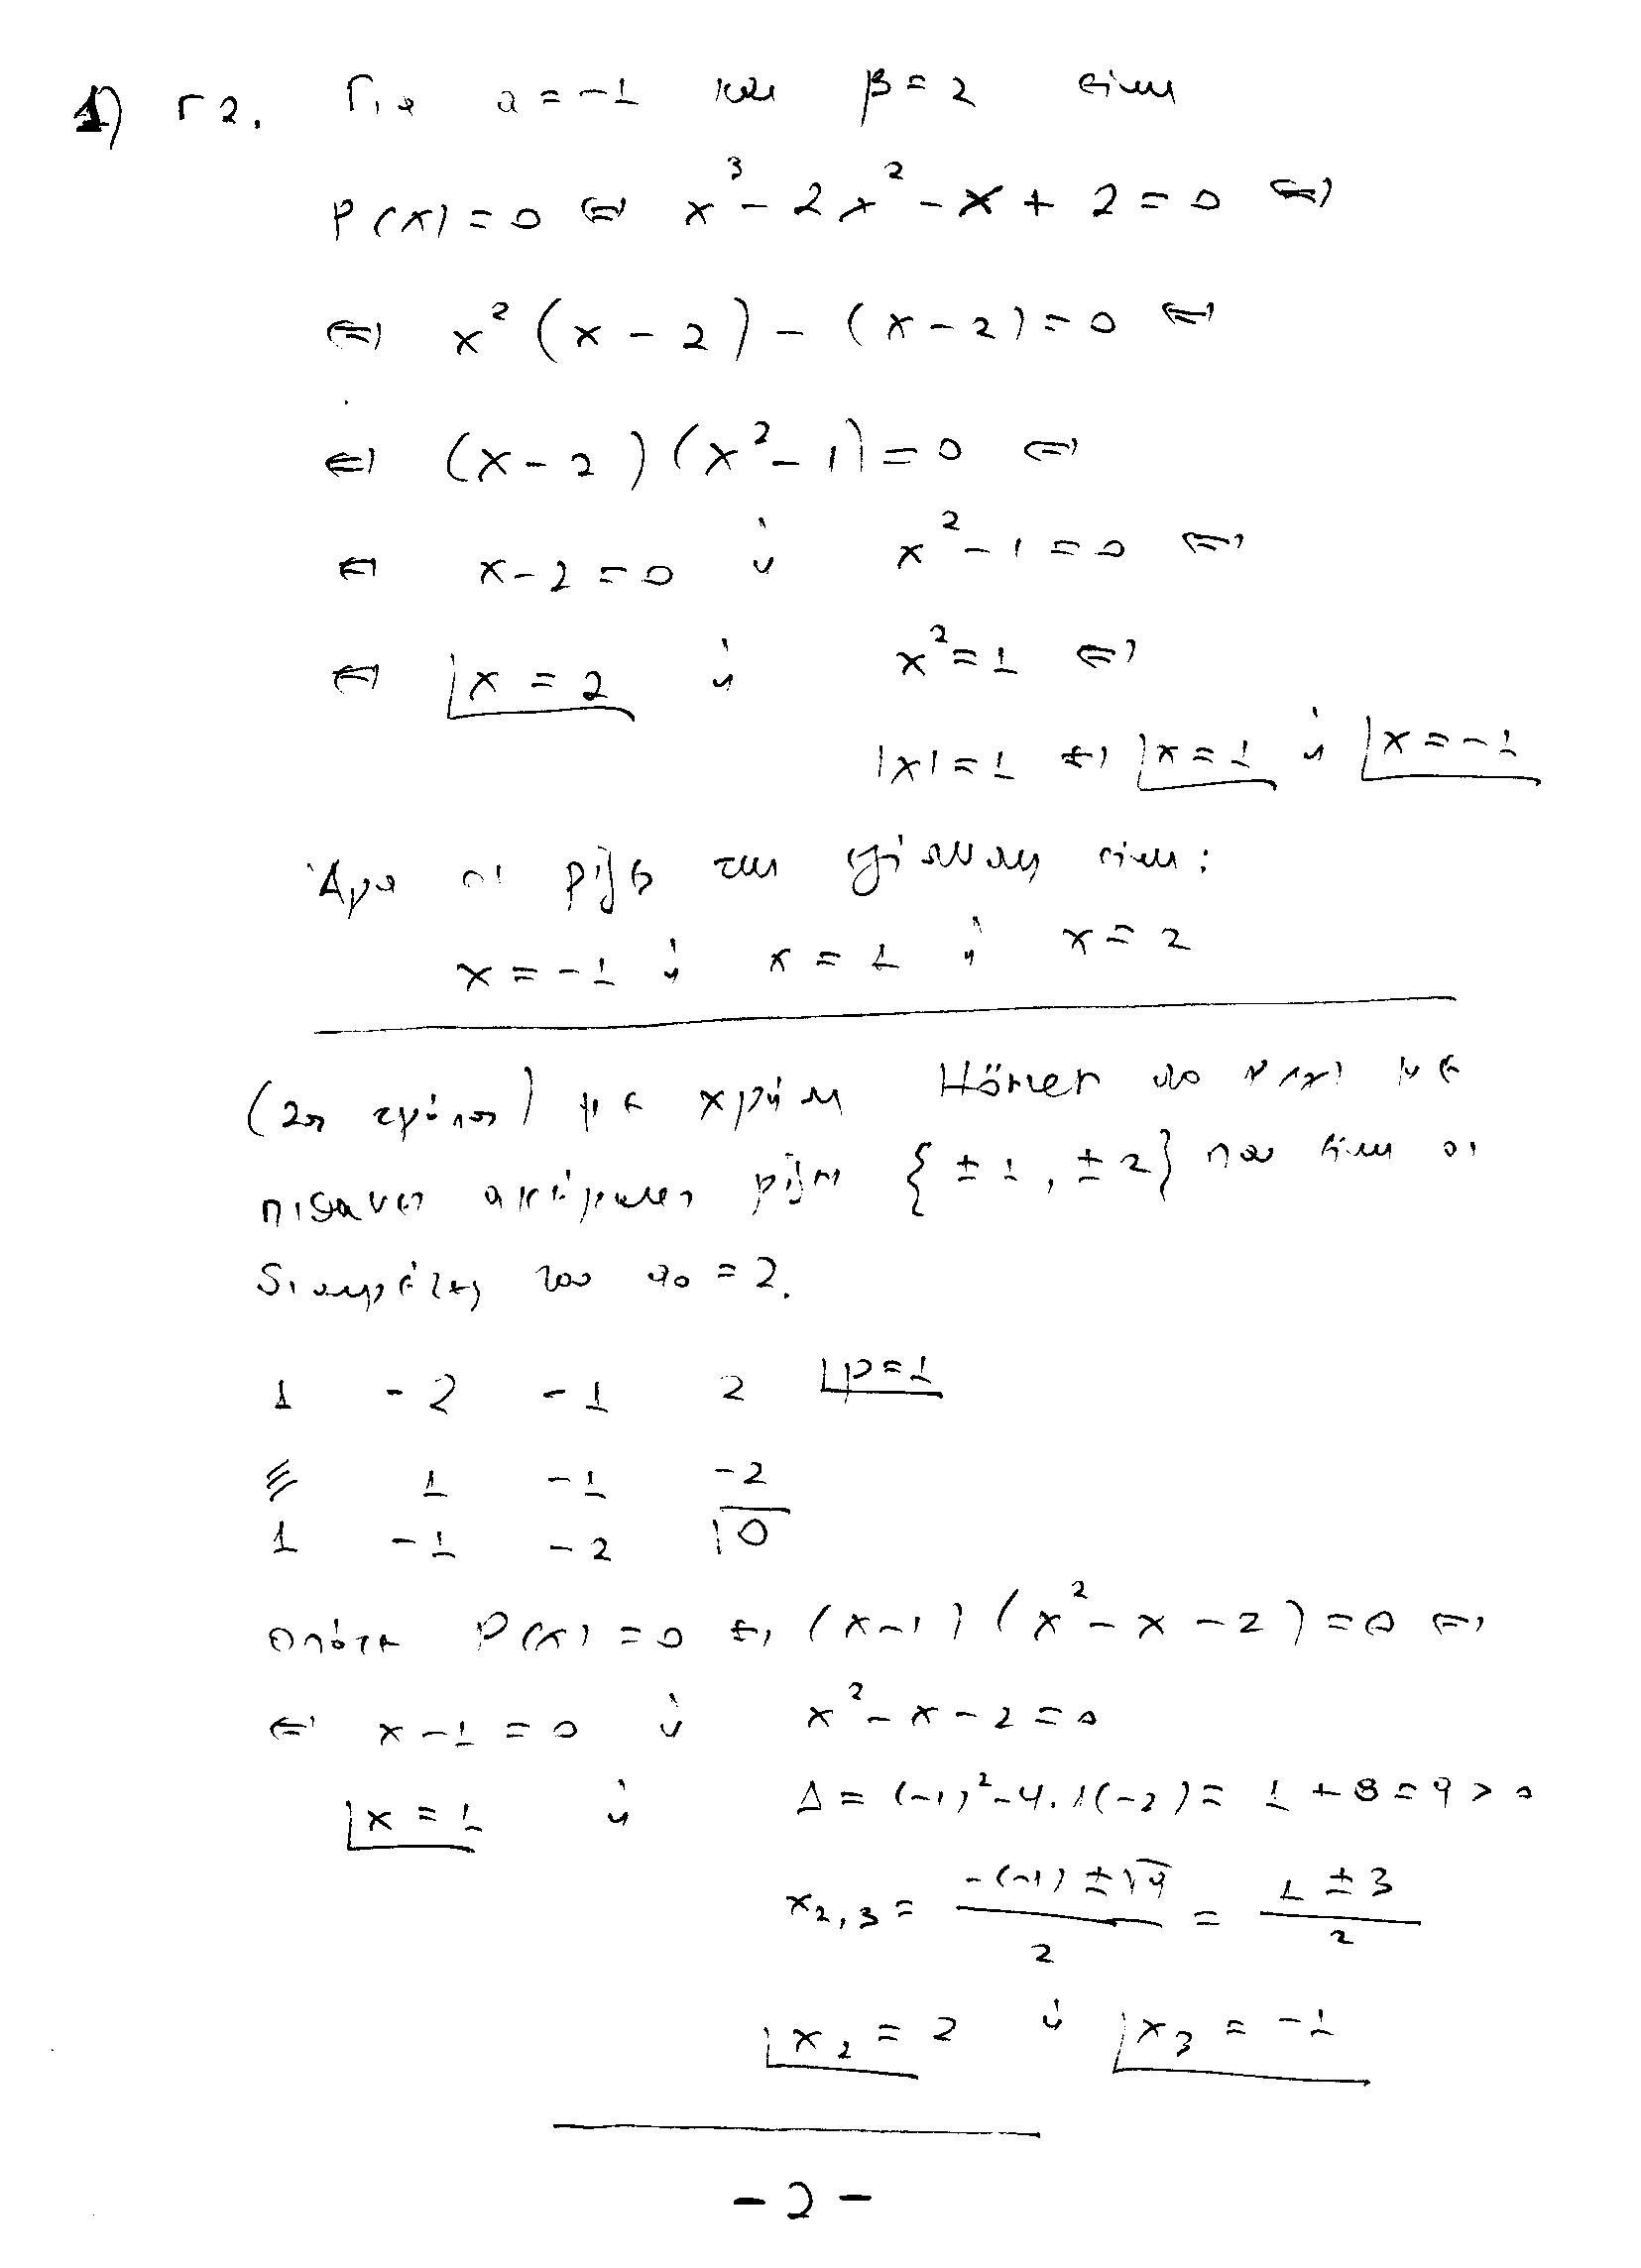 1) Γ2. Για α = -1 και β = 2 είναι
P(x) = 0 ⇔ x³ - 2x² - x + 2 = 0 ⇔
⇔ x²(x - 2) - (x - 2) = 0 ⇔
⇔ (x - 2)(x² - 1) = 0 ⇔
⇔ x - 2 = 0 ή x² - 1 = 0 ⇔
⇔ x = 2 ή x² = 1 ⇔
|x| = 1 ⇔ x = 1 ή x = -1
Άρα οι ρίζες της εξίσωσης είναι:
x = -1 ή x = 1 ή x = 2
(2ος τρόπος) με χρήση Hörner στο P(x) με
πιθανές ακέραιες ρίζες {±1, ±2} που είναι οι
διαιρέτες του α₀ = 2.
1 -2 -1 2 ρ = 1
1 -1 -2
1 -1 -2 0
οπότε P(x) = 0 ⇔ (x - 1)(x² - x - 2) = 0 ⇔
⇔ x - 1 = 0 ή x² - x - 2 = 0
x = 1 ή Δ = (-1)² - 4·1(-2) = 1 + 8 = 9 > 0
x₂,₃ = (-(-1) ± √9)/2 = (1 ± 3)/2
x₂ = 2 ή x₃ = -1
- 2 -